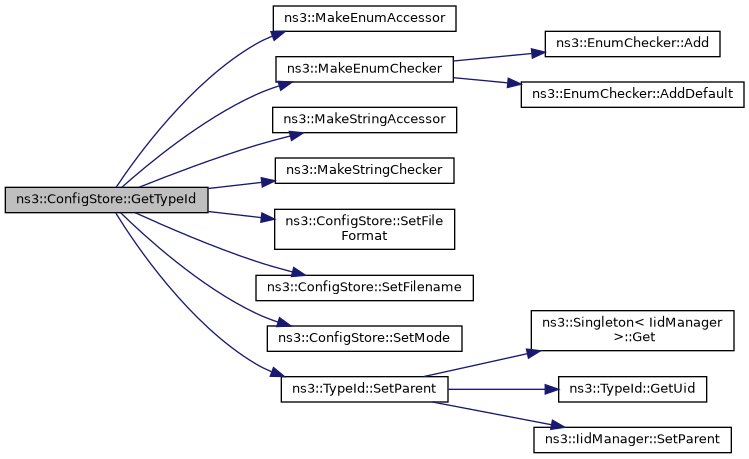 ns3::ConfigStore::GetTypeId
ns3::MakeEnumAccessor
ns3::MakeEnumChecker
ns3::EnumChecker::Add
ns3::EnumChecker::AddDefault
ns3::MakeStringAccessor
ns3::MakeStringChecker
ns3::ConfigStore::SetFile
Format
ns3::ConfigStore::SetFilename
ns3::ConfigStore::SetMode
ns3::TypeId::SetParent
ns3::Singleton< IidManager
>::Get
ns3::TypeId::GetUid
ns3::IidManager::SetParent